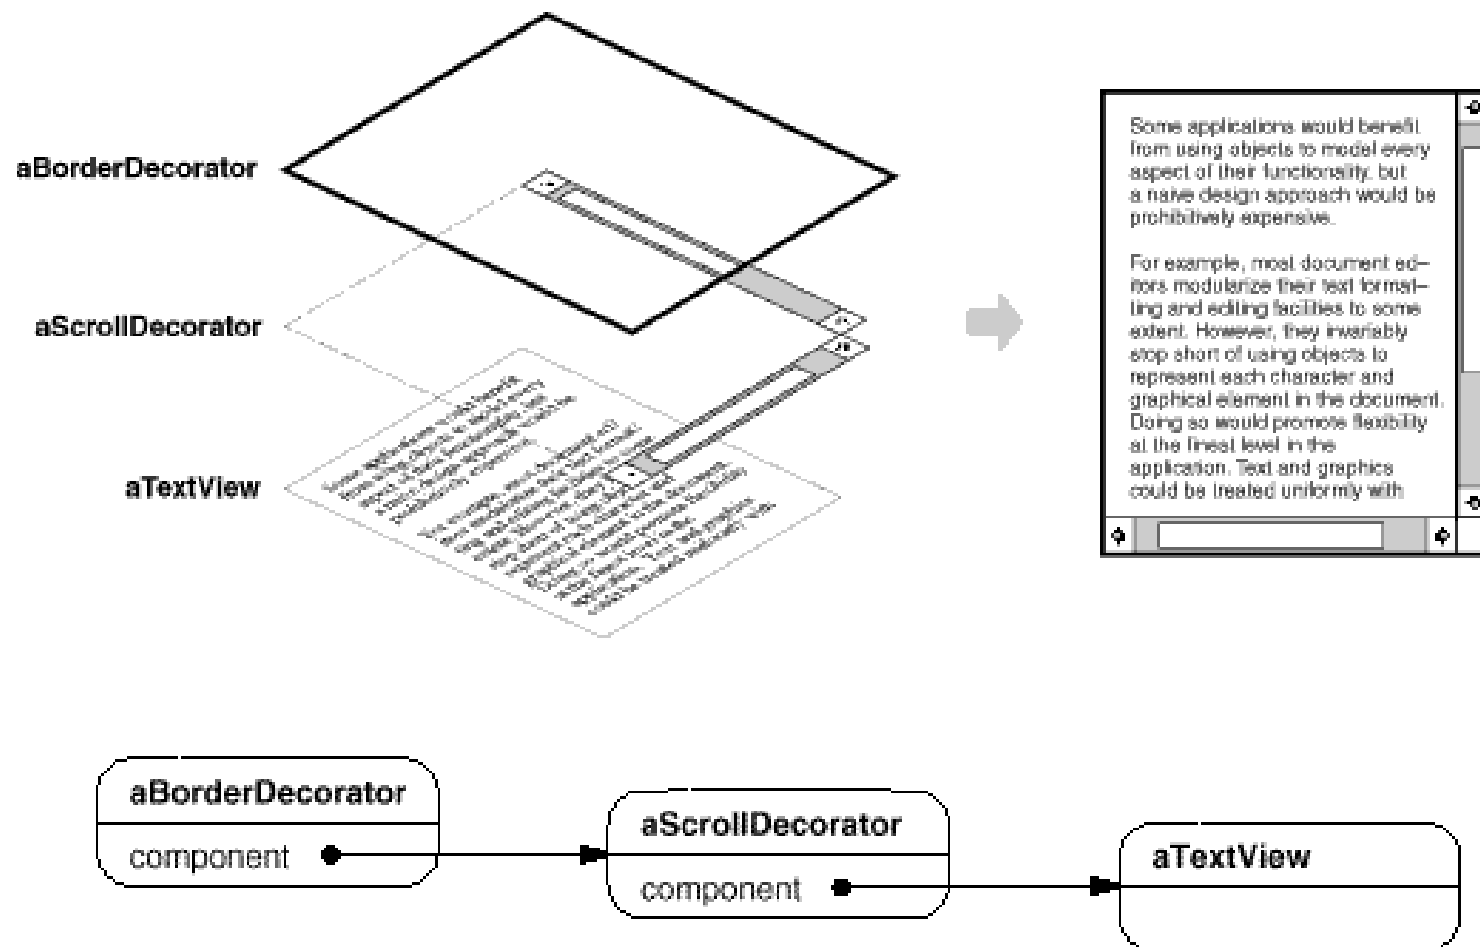 aBorderDecorator
aScrollDecorator
aTextView
Some applications would benefit
from using objects to model every
aspect of their functionality, but
a naive design approach would be
prohibitively expensive.
For example, most document ed–
itors modularize their text format–
ting and editing facilities to some
extent. However, they invariably
stop short of using objects to
represent each character and
graphical element in the document.
Doing so would promote flexibility
at the finest level in the
application. Text and graphics
could be treated uniformly with
aBorderDecorator
component
aScrollDecorator
component
aTextView